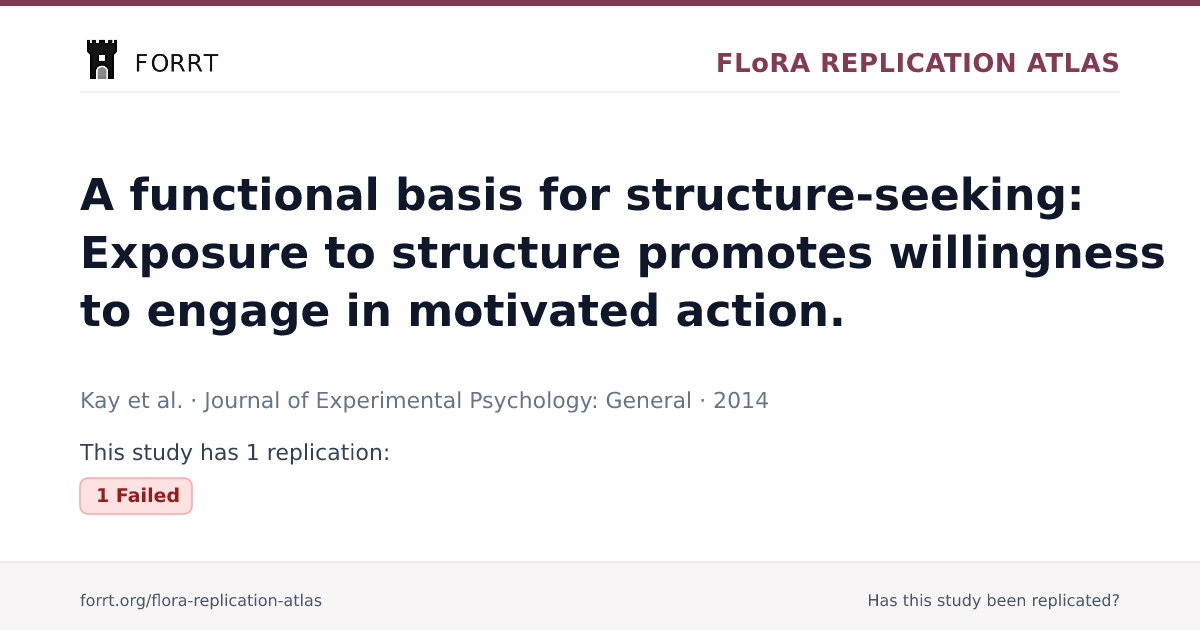 FORRT
FLoRA REPLICATION ATLAS
A functional basis for structure-seeking:
Exposure to structure promotes willingness
to engage in motivated action.
Kay et al. · Journal of Experimental Psychology: General · 2014
This study has 1 replication:
1 Failed
forrt.org/flora-replication-atlas
Has this study been replicated?